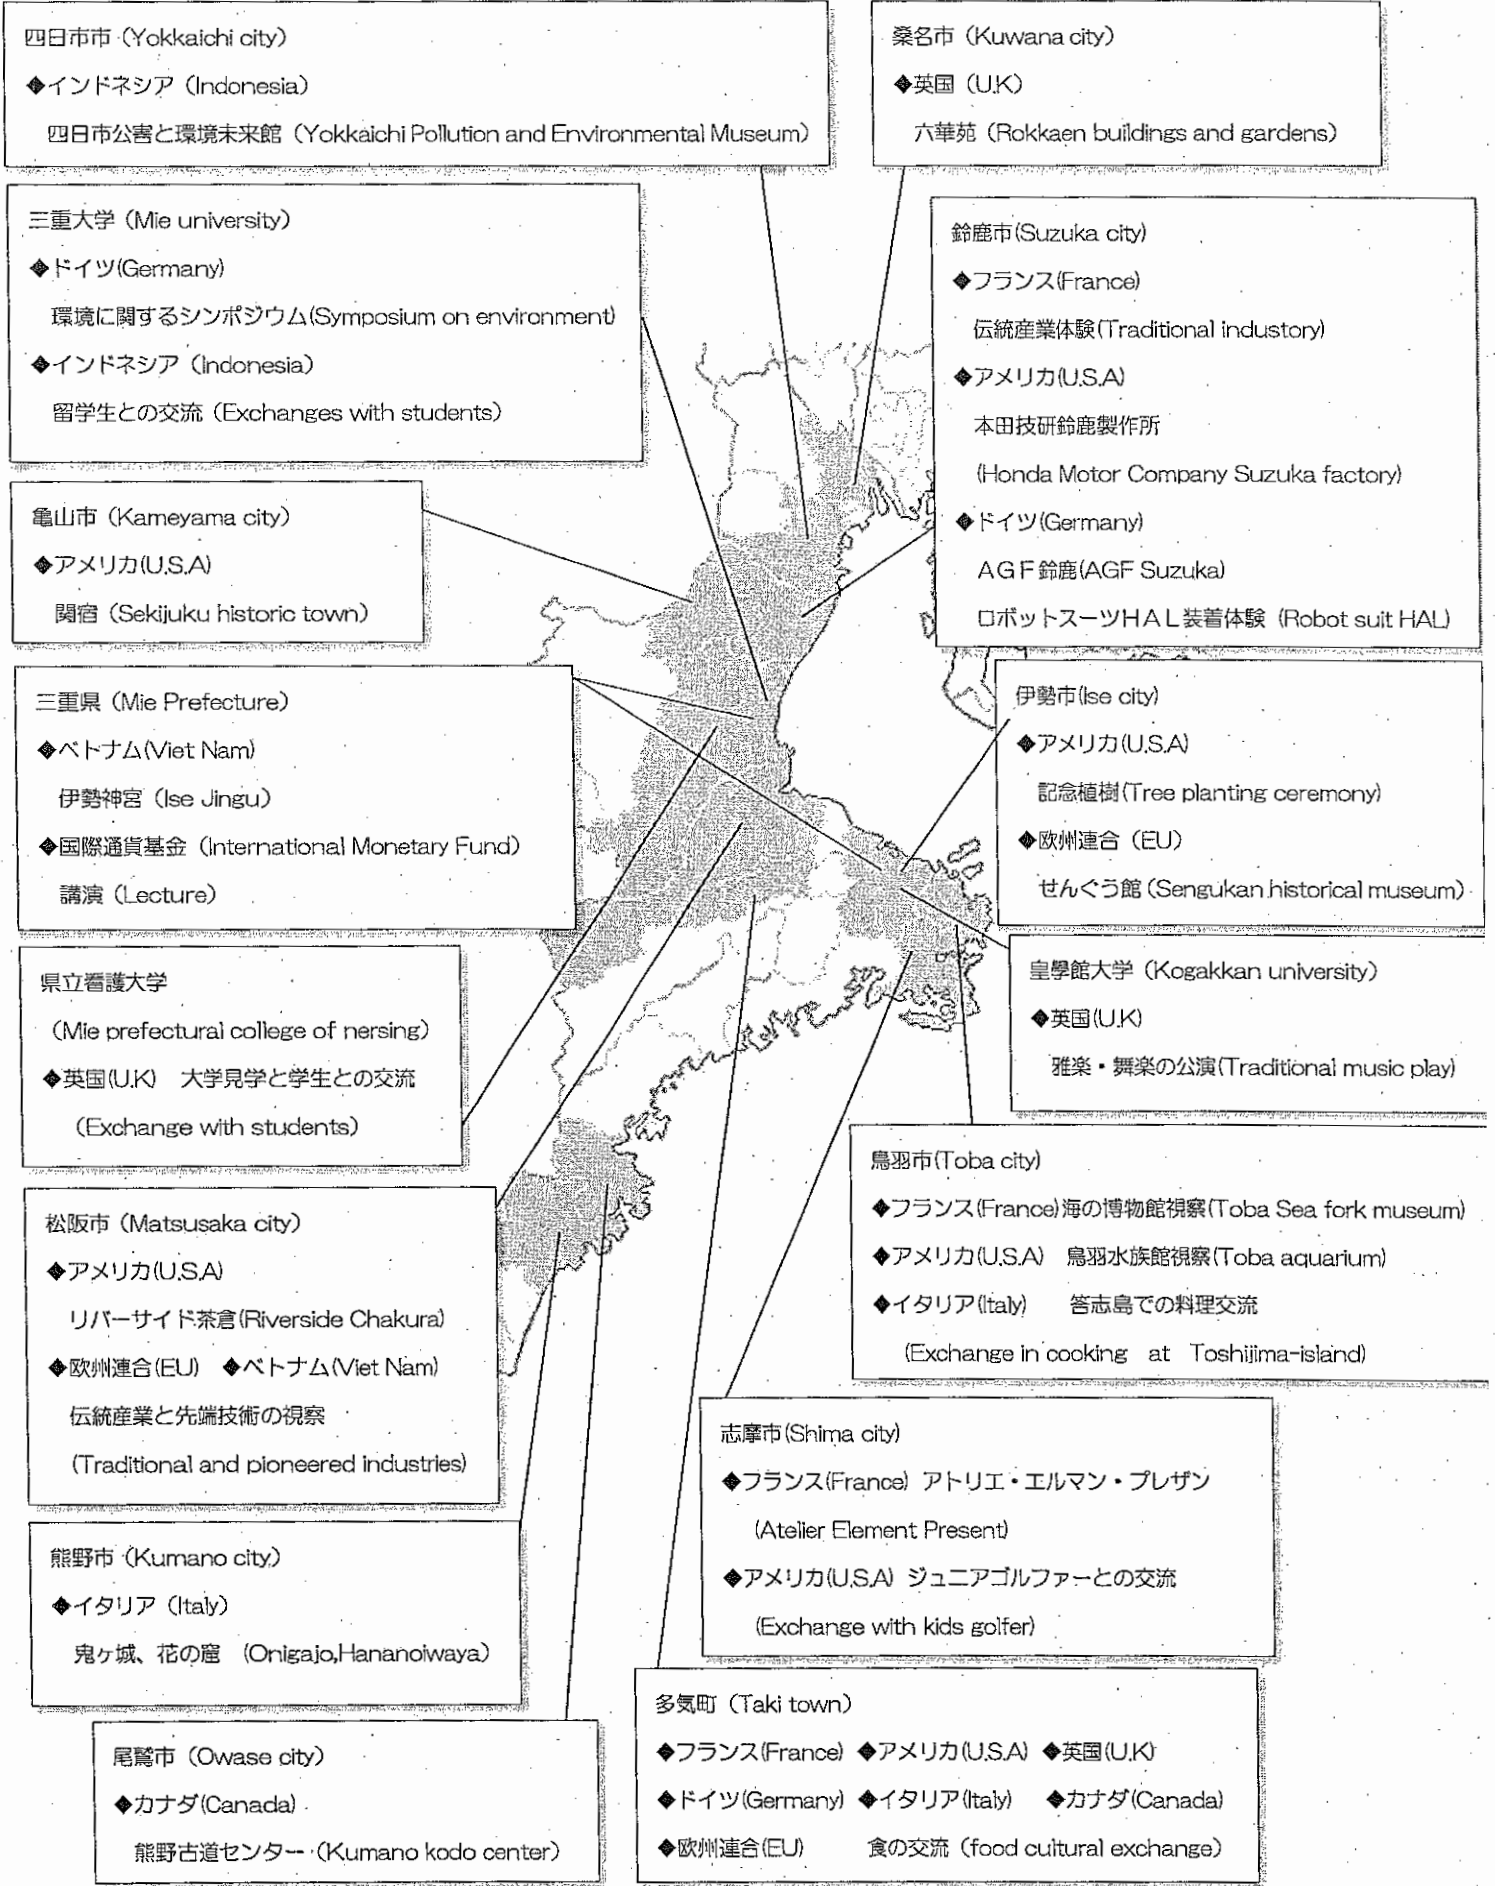 四日市市 (Yokkaichi city)
◆インドネシア (Indonesia)
四日市公害と環境未来館 (Yokkaichi Pollution and Environmental Museum)
桑名市 (Kuwana city)
◆英国 (U.K)
六華苑 (Rokkaen buildings and gardens)
三重大学 (Mie university)
◆ドイツ(Germany)
環境に関するシンポジウム(Symposium on environment)
◆インドネシア (Indonesia)
留学生との交流 (Exchanges with students)
鈴鹿市(Suzuka city)
◆フランス(France)
伝統産業体験(Traditional industory)
◆アメリカ(U.S.A)
本田技研鈴鹿製作所
(Honda Motor Company Suzuka factory)
◆ドイツ(Germany)
AGF鈴鹿(AGF Suzuka)
ロボットスーツHAL装着体験 (Robot suit HAL)
亀山市 (Kameyama city)
◆アメリカ(U.S.A)
関宿 (Sekijuku historic town)
三重県 (Mie Prefecture)
◆ベトナム(Viet Nam)
伊勢神宮 (Ise Jingu)
◆国際通貨基金 (International Monetary Fund)
講演 (Lecture)
伊勢市(Ise city)
◆アメリカ(U.S.A)
記念植樹(Tree planting ceremony)
◆欧州連合 (EU)
せんぐう館(Sengukan historical museum)
県立看護大学
(Mie prefectural college of nersing)
◆英国(U.K) 大学見学と学生との交流
(Exchange with students)
皇學館大学 (Kogakkan university)
◆英国(U.K)
雅楽・舞楽の公演(Traditional music play)
鳥羽市(Toba city)
◆フランス(France)海の博物館視察(Toba Sea fork museum)
◆アメリカ(U.S.A) 鳥羽水族館視察(Toba aquarium)
◆イタリア(Italy) 答志島での料理交流
(Exchange in cooking at Toshijima-island)
松阪市 (Matsusaka city)
◆アメリカ(U.S.A)
リバーサイド茶倉(Riverside Chakura)
◆欧州連合(EU) ◆ベトナム(Viet Nam)
伝統産業と先端技術の視察
(Traditional and pioneered industries)
志摩市(Shima city)
◆フランス(France) アトリエ・エルマン・プレザン
(Atelier Element Present)
◆アメリカ(U.S.A) ジュニアゴルファーとの交流
(Exchange with kids golfer)
熊野市 (Kumano city)
◆イタリア (Italy)
鬼ヶ城、花の窟 (Onigajo,Hananoiwaya)
多気町 (Taki town)
◆フランス(France) ◆アメリカ(U.S.A) ◆英国(U.K)
◆ドイツ(Germany) ◆イタリア(Italy) ◆カナダ(Canada)
◆欧州連合(EU) 食の交流 (food cultural exchange)
尾鷲市 (Owase city)
◆カナダ(Canada)
熊野古道センター (Kumano kodo center)